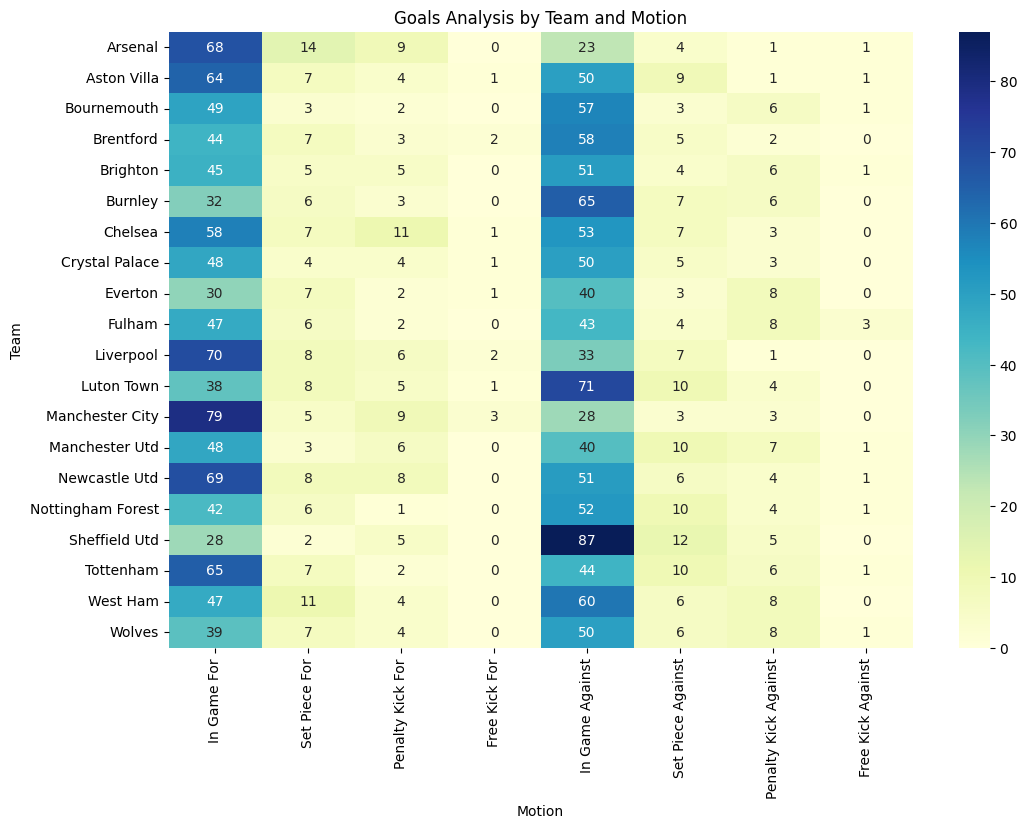 Goals Analysis by Team and Motion
Arsenal 68 14 9 0 23 4 1 1
Aston Villa 64 7 4 1 50 9 1 1
Bournemouth 49 3 2 0 57 3 6 1
Brentford 44 7 3 2 58 5 2 0
Brighton 45 5 5 0 51 4 6 1
Burnley 32 6 3 0 65 7 6 0
Chelsea 58 7 11 1 53 7 3 0
Crystal Palace 48 4 4 1 50 5 3 0
Everton 30 7 2 1 40 3 8 0
Fulham 47 6 2 0 43 4 8 3
Liverpool 70 8 6 2 33 7 1 0
Luton Town 38 8 5 1 71 10 4 0
Manchester City 79 5 9 3 28 3 3 0
Manchester Utd 48 3 6 0 40 10 7 1
Newcastle Utd 69 8 8 0 51 6 4 1
Nottingham Forest 42 6 1 0 52 10 4 1
Sheffield Utd 28 2 5 0 87 12 5 0
Tottenham 65 7 2 0 44 10 6 1
West Ham 47 11 4 0 60 6 8 0
Wolves 39 7 4 0 50 6 8 1
Team
In Game For
Set Piece For
Penalty Kick For
Free Kick For
In Game Against
Set Piece Against
Penalty Kick Against
Free Kick Against
Motion
80
70
60
50
40
30
20
10
0